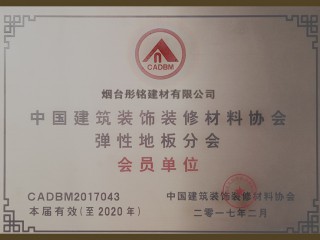 CADBM
烟台彤铭建材有限公司
中国建筑装饰装修材料协会
弹性地板分会
会员单位
CADBM2017043
中国建筑装饰装修材料协会
本届有效(至2020年)
二零一七年二月